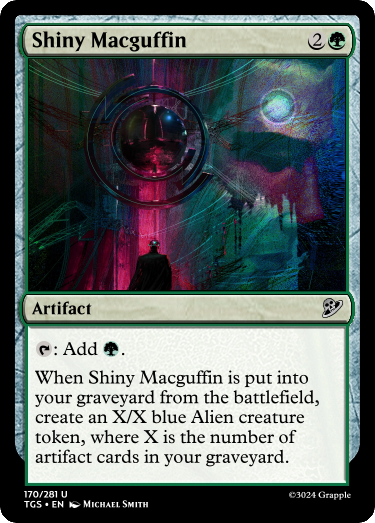 Shiny Macguffin 2
Artifact
: Add .
When Shiny Macguffin is put into
your graveyard from the battlefield,
create an X/X blue Alien creature
token, where X is the number of
artifact cards in your graveyard.
170/281 U
TGS • EN Michael Smith
©3024 Grapple